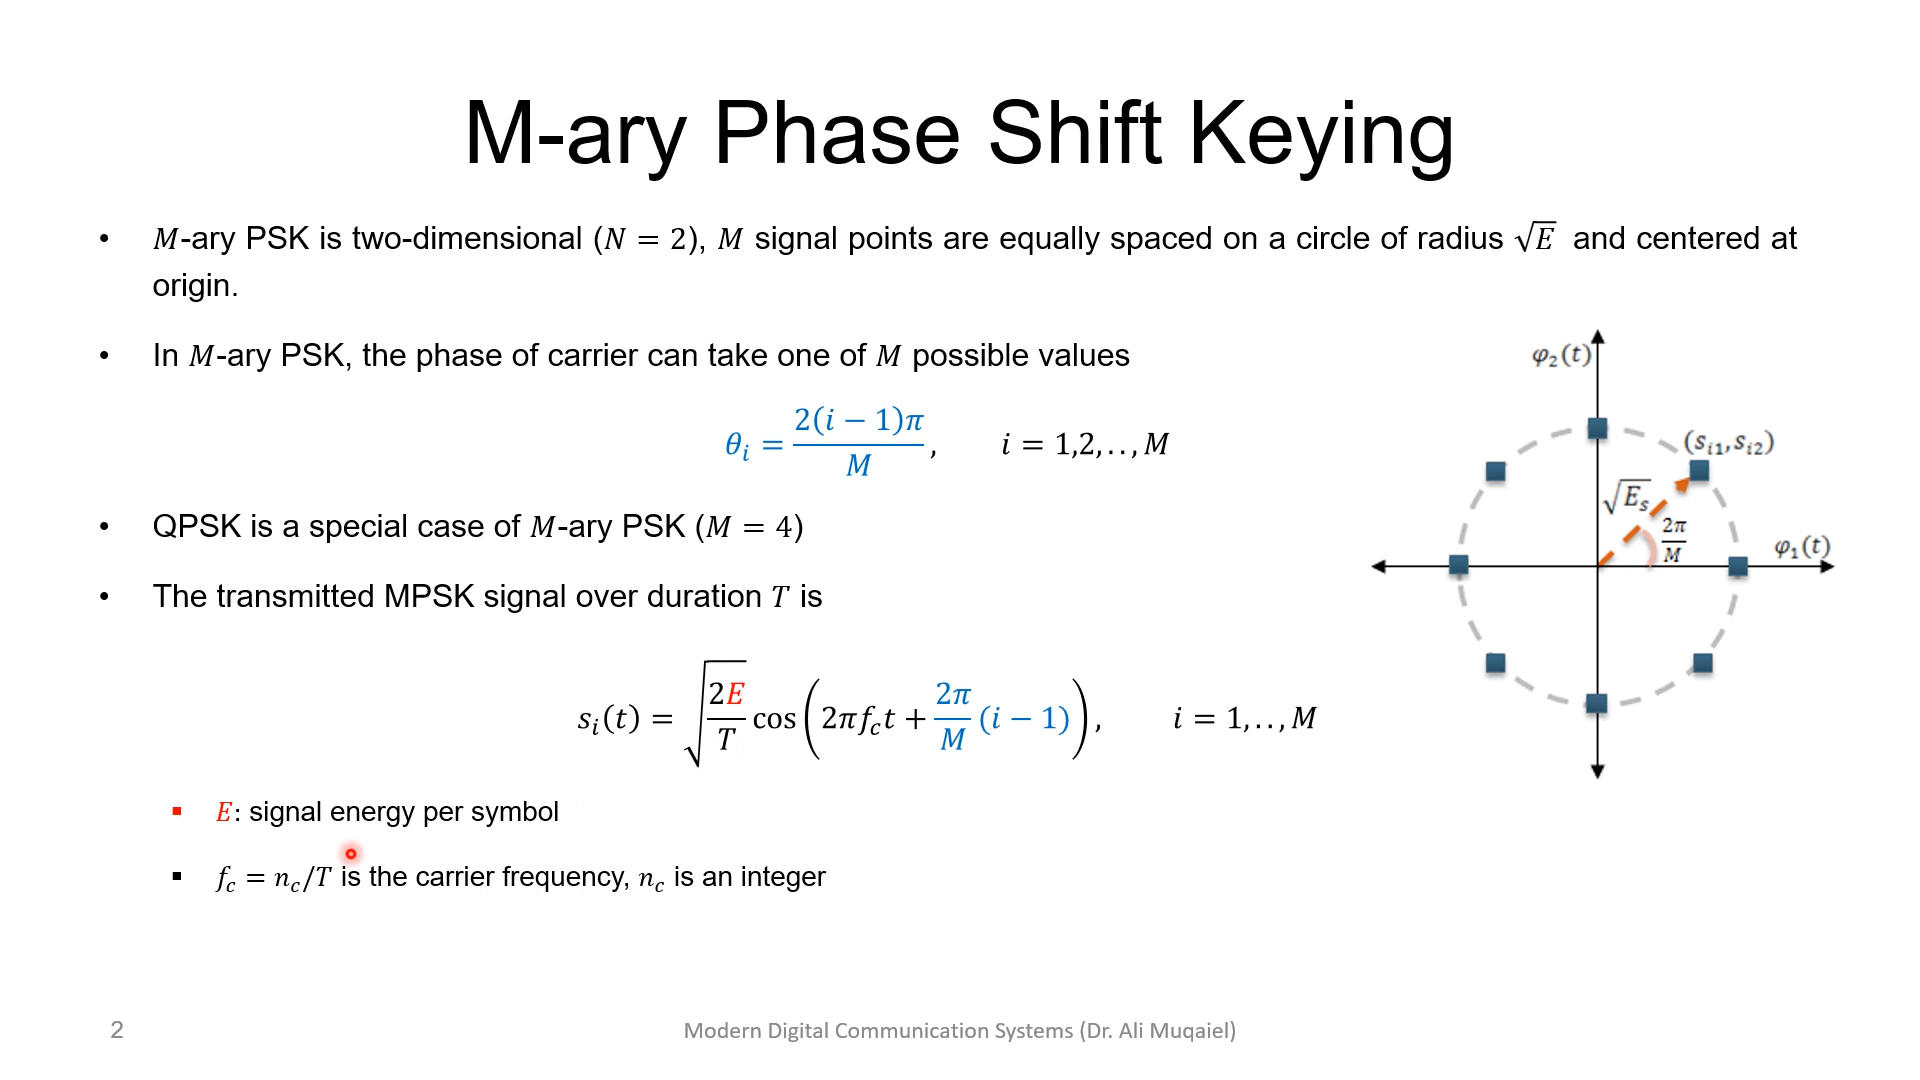 M-ary Phase Shift Keying
• M-ary PSK is two-dimensional (N = 2), M signal points are equally spaced on a circle of radius √E and centered at
origin.
• In M-ary PSK, the phase of carrier can take one of M possible values
θᵢ = 2(i − 1)π / M , i = 1,2,..,M
• QPSK is a special case of M-ary PSK (M = 4)
• The transmitted MPSK signal over duration T is
sᵢ(t) = √(2E/T) cos(2πf_c t + 2π/M (i − 1)), i = 1,..,M
▪ E: signal energy per symbol
▪ f_c = n_c/T is the carrier frequency, n_c is an integer
φ₂(t)
(sᵢ₁, sᵢ₂)
√Eₛ
2π/M
φ₁(t)
2
Modern Digital Communication Systems (Dr. Ali Muqaiel)